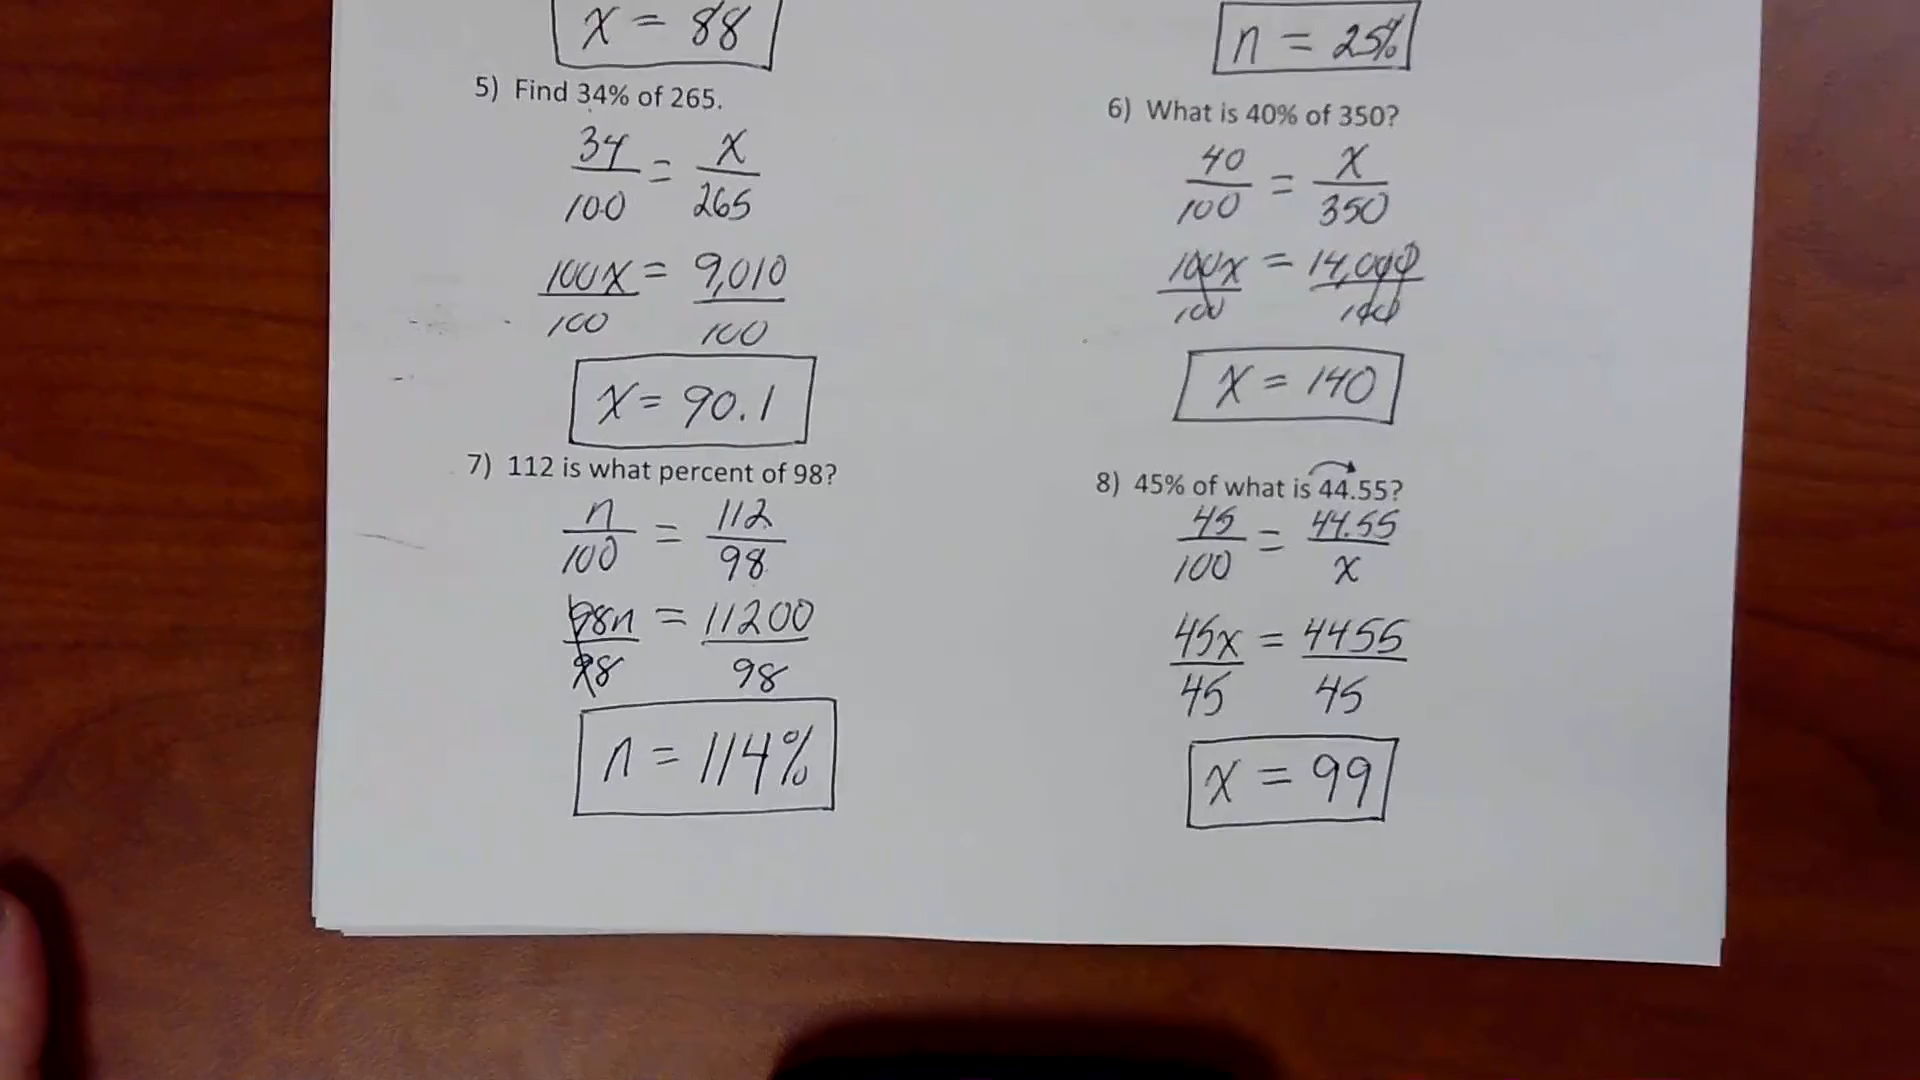 x = 88
n = 25%
5) Find 34% of 265.
34/100 = x/265
100x/100 = 9,010/100
x = 90.1
6) What is 40% of 350?
40/100 = x/350
100x/100 = 14,000/100
x = 140
7) 112 is what percent of 98?
n/100 = 112/98
98n/98 = 11200/98
n = 114%
8) 45% of what is 44.55?
45/100 = 44.55/x
45x/45 = 4455/45
x = 99